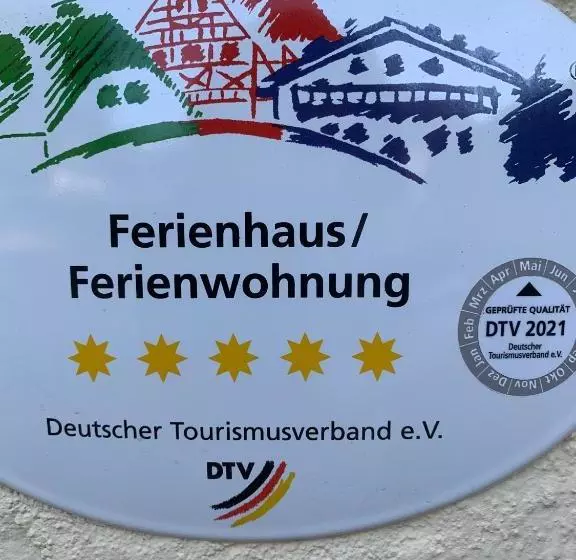 Ferienhaus/
Ferienwohnung
Jan Feb Mrz Apr Mai Jun
GEPRÜFTE QUALITÄT
DTV 2021
Deutscher
Tourismusverband e.V.
Okt Nov Dez
Deutscher Tourismusverband e.V.
DTV